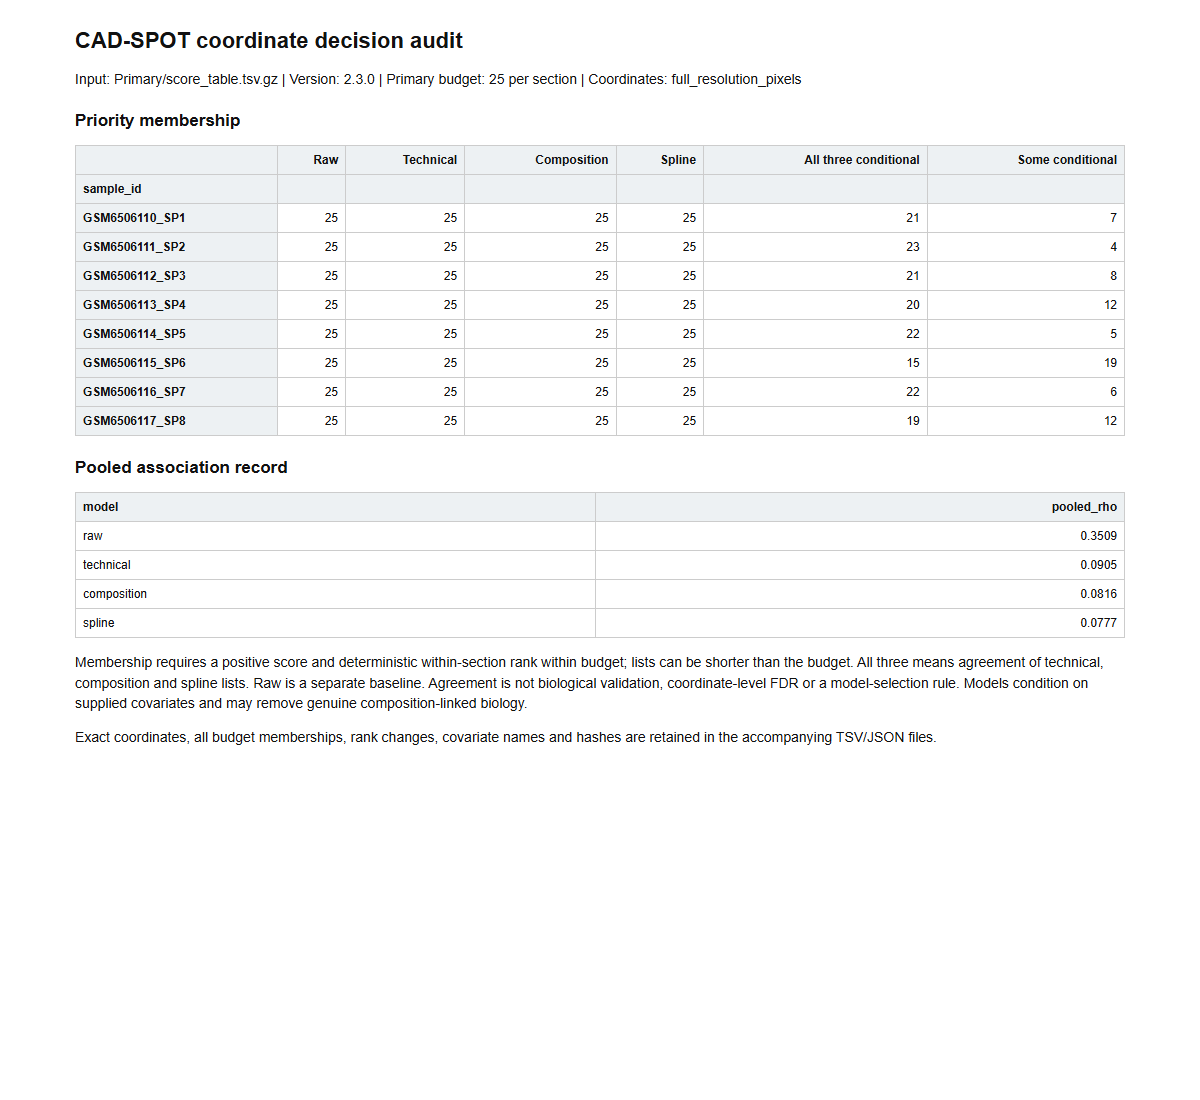 CAD-SPOT coordinate decision audit
Input: Primary/score_table.tsv.gz | Version: 2.3.0 | Primary budget: 25 per section | Coordinates: full_resolution_pixels
Priority membership
Raw Technical Composition Spline All three conditional Some conditional
sample_id
GSM6506110_SP1 25 25 25 25 21 7
GSM6506111_SP2 25 25 25 25 23 4
GSM6506112_SP3 25 25 25 25 21 8
GSM6506113_SP4 25 25 25 25 20 12
GSM6506114_SP5 25 25 25 25 22 5
GSM6506115_SP6 25 25 25 25 15 19
GSM6506116_SP7 25 25 25 25 22 6
GSM6506117_SP8 25 25 25 25 19 12
Pooled association record
model pooled_rho
raw 0.3509
technical 0.0905
composition 0.0816
spline 0.0777
Membership requires a positive score and deterministic within-section rank within budget; lists can be shorter than the budget. All three means agreement of technical,
composition and spline lists. Raw is a separate baseline. Agreement is not biological validation, coordinate-level FDR or a model-selection rule. Models condition on
supplied covariates and may remove genuine composition-linked biology.
Exact coordinates, all budget memberships, rank changes, covariate names and hashes are retained in the accompanying TSV/JSON files.